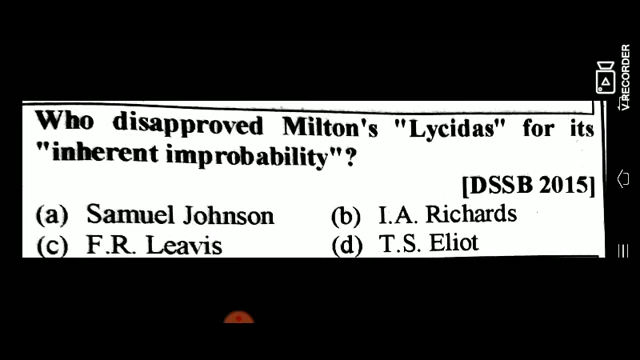 Who disapproved Milton's "Lycidas" for its
"inherent improbability"?
[DSSB 2015]
(a) Samuel Johnson (b) I.A. Richards
(c) F.R. Leavis (d) T.S. Eliot
V.RECORDER